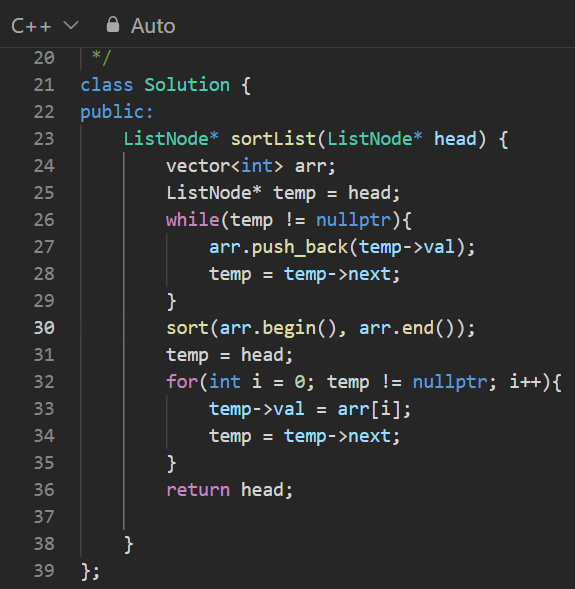 C++ Auto
20 */
21 class Solution {
22 public:
23 ListNode* sortList(ListNode* head) {
24 vector<int> arr;
25 ListNode* temp = head;
26 while(temp != nullptr){
27 arr.push_back(temp->val);
28 temp = temp->next;
29 }
30 sort(arr.begin(), arr.end());
31 temp = head;
32 for(int i = 0; temp != nullptr; i++){
33 temp->val = arr[i];
34 temp = temp->next;
35 }
36 return head;
37
38 }
39 };